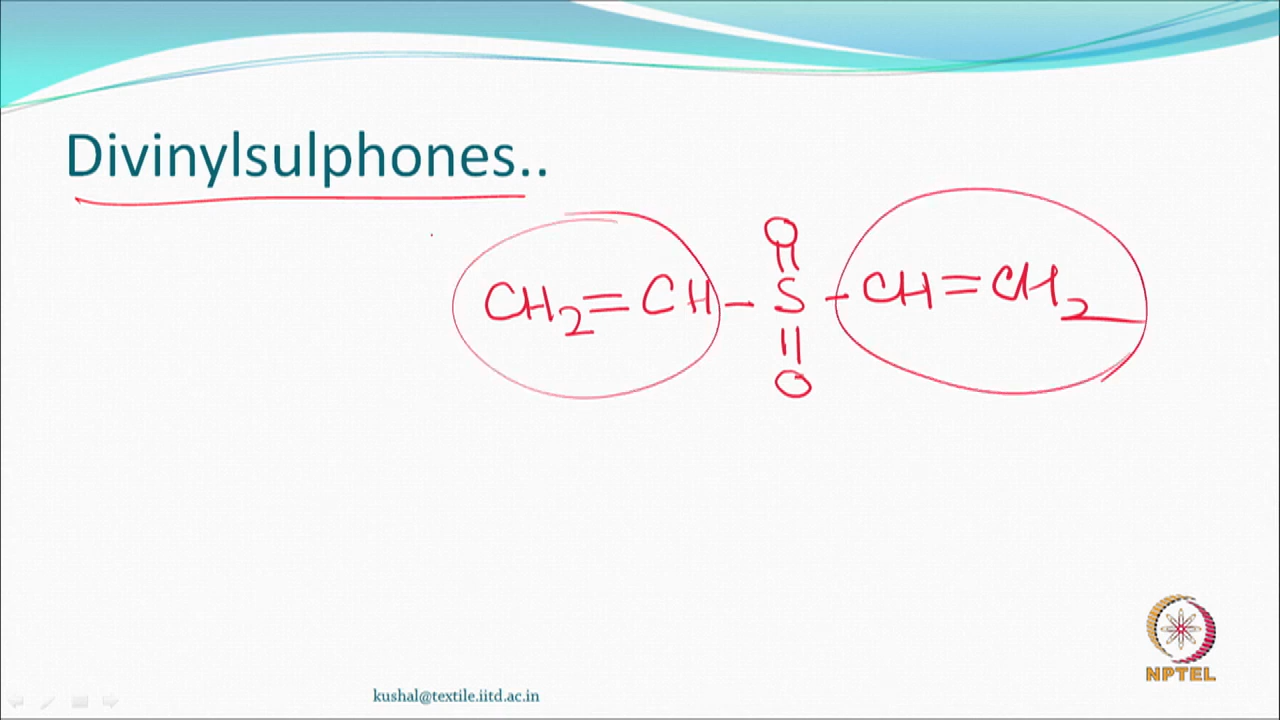 Divinylsulphones..
O
||
CH2=CH-S-CH=CH2
||
O
NPTEL
kushal@textile.iitd.ac.in